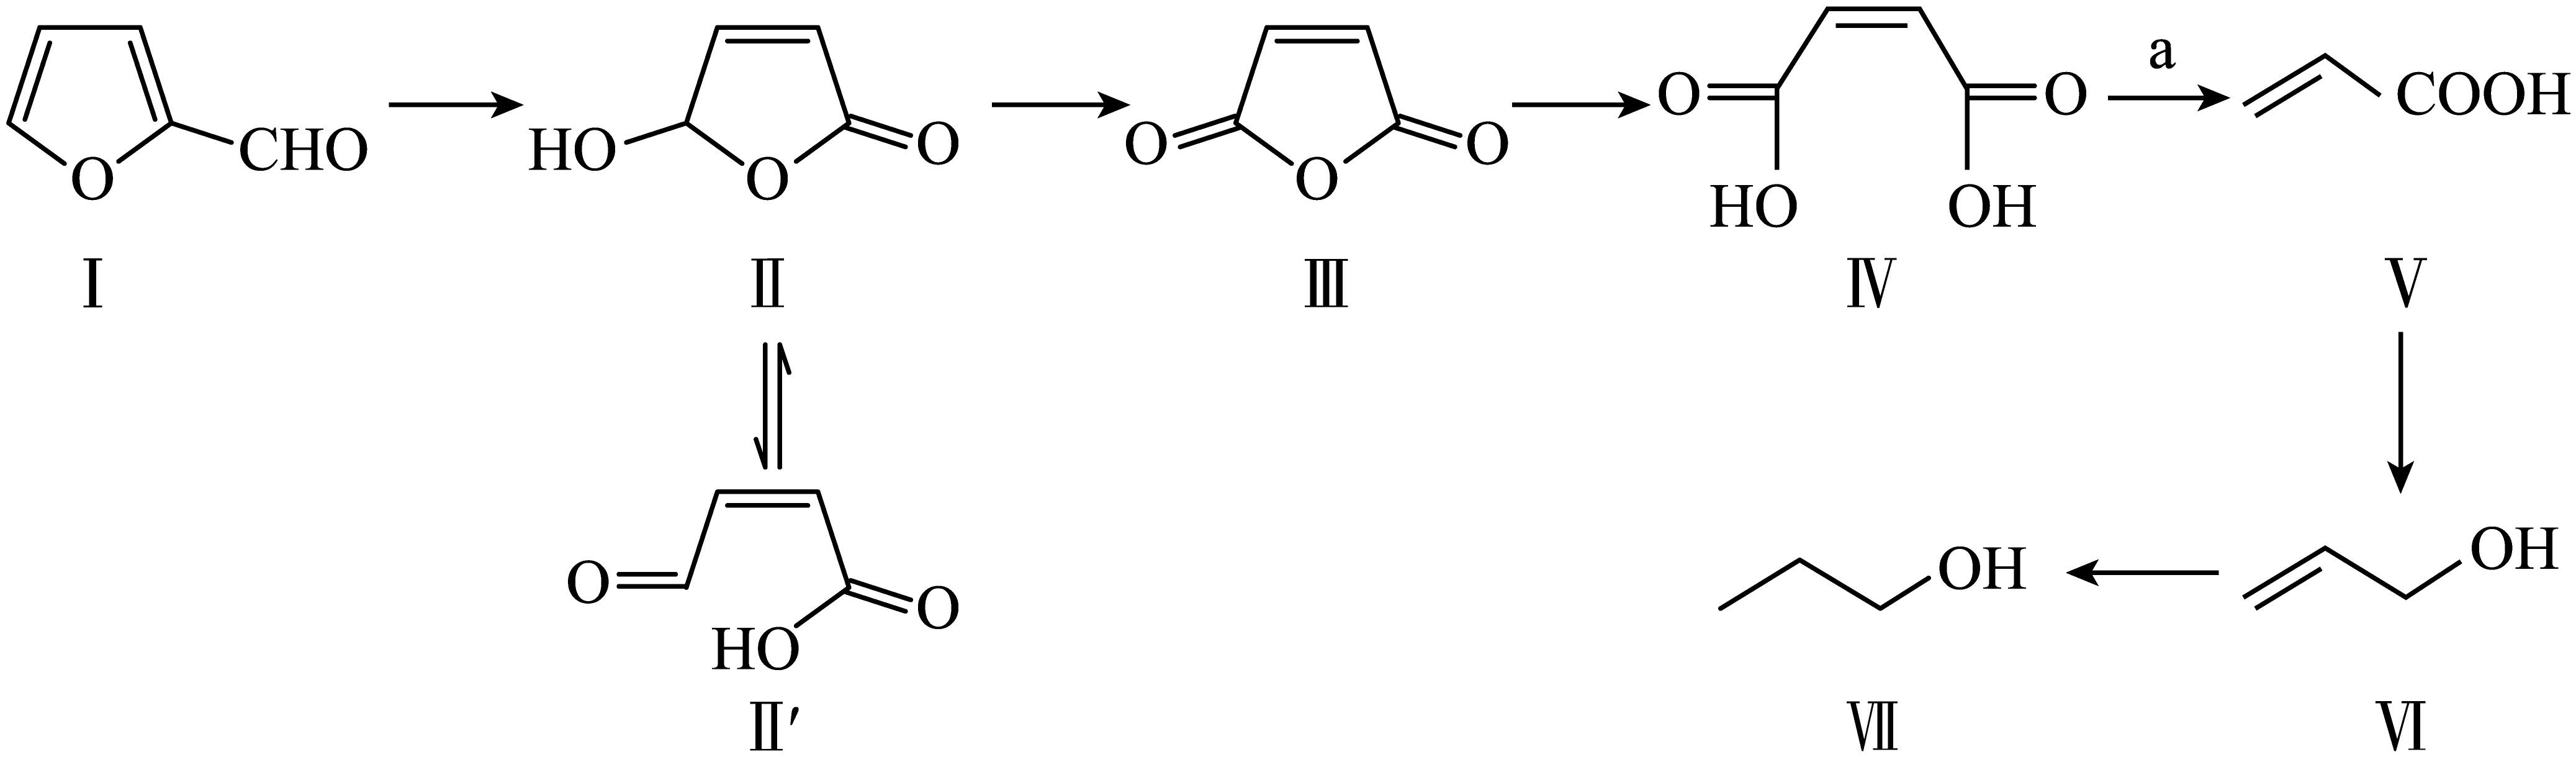 O CHO
HO O O
O O O
O HO OH O
a
COOH
Ⅰ
Ⅱ
Ⅲ
Ⅳ
Ⅴ
O HO O
OH
OH
Ⅱ′
Ⅶ
Ⅵ